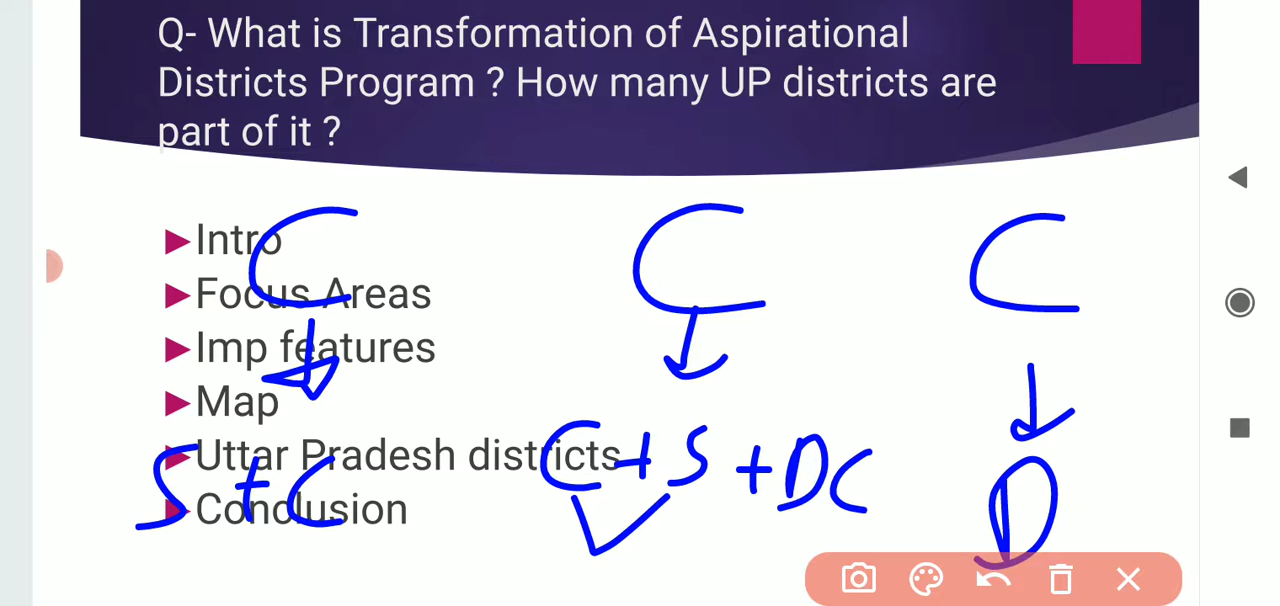 Q- What is Transformation of Aspirational
Districts Program ? How many UP districts are
part of it ?
►Intro
►Focus Areas
►Imp features
►Map
►Uttar Pradesh districts
►Conclusion
C C C
S + C C + S + DC D